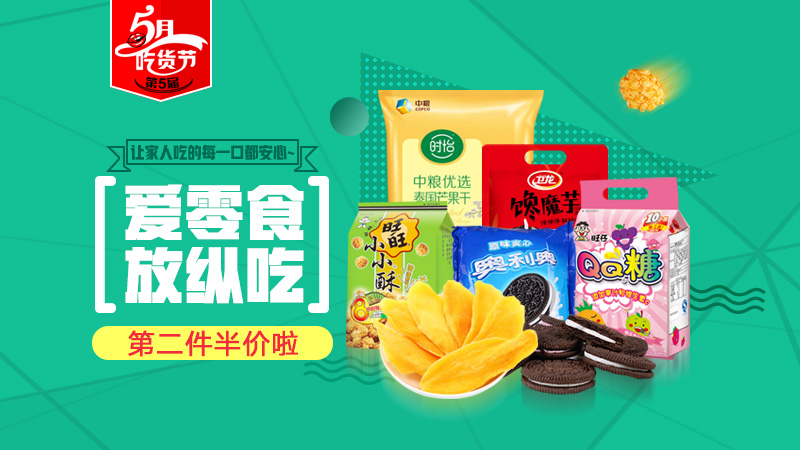 5月
吃货节
第5届
让家人吃的每一口都安心~
爱零食
放纵吃
第二件半价啦
中粮
COFCO
时怡
中粮优选
泰国芒果干
卫龙
馋魔芋
旺旺
小小酥
原味夹心
奥利奥
10
旺仔
QQ糖
8